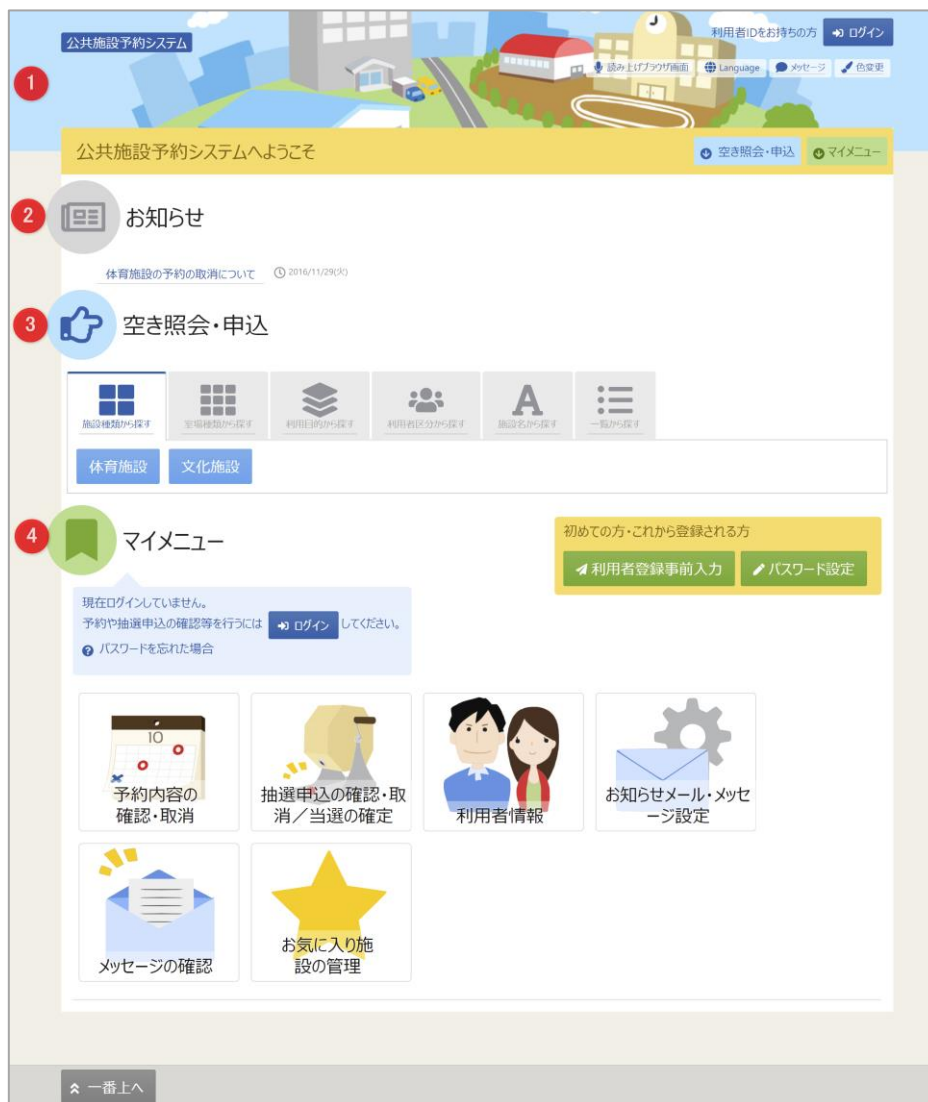 公共施設予約システム
利用者IDをお持ちの方
ログイン
読み上げブラウザ画面
Language
メッセージ
色変更
1
公共施設予約システムへようこそ
空き照会・申込
マイメニュー
2
お知らせ
体育施設の予約の取消について
2016/11/29(火)
3
空き照会・申込
施設種類から探す
室場種類から探す
利用目的から探す
利用者区分から探す
施設名から探す
一覧から探す
体育施設
文化施設
4
マイメニュー
初めての方・これから登録される方
利用者登録事前入力
パスワード設定
現在ログインしていません。
予約や抽選申込の確認等を行うには ログイン してください。
パスワードを忘れた場合
10
予約内容の
確認・取消
抽選申込の確認・取
消/当選の確定
利用者情報
お知らせメール・メッセ
ージ設定
メッセージの確認
お気に入り施
設の管理
一番上へ